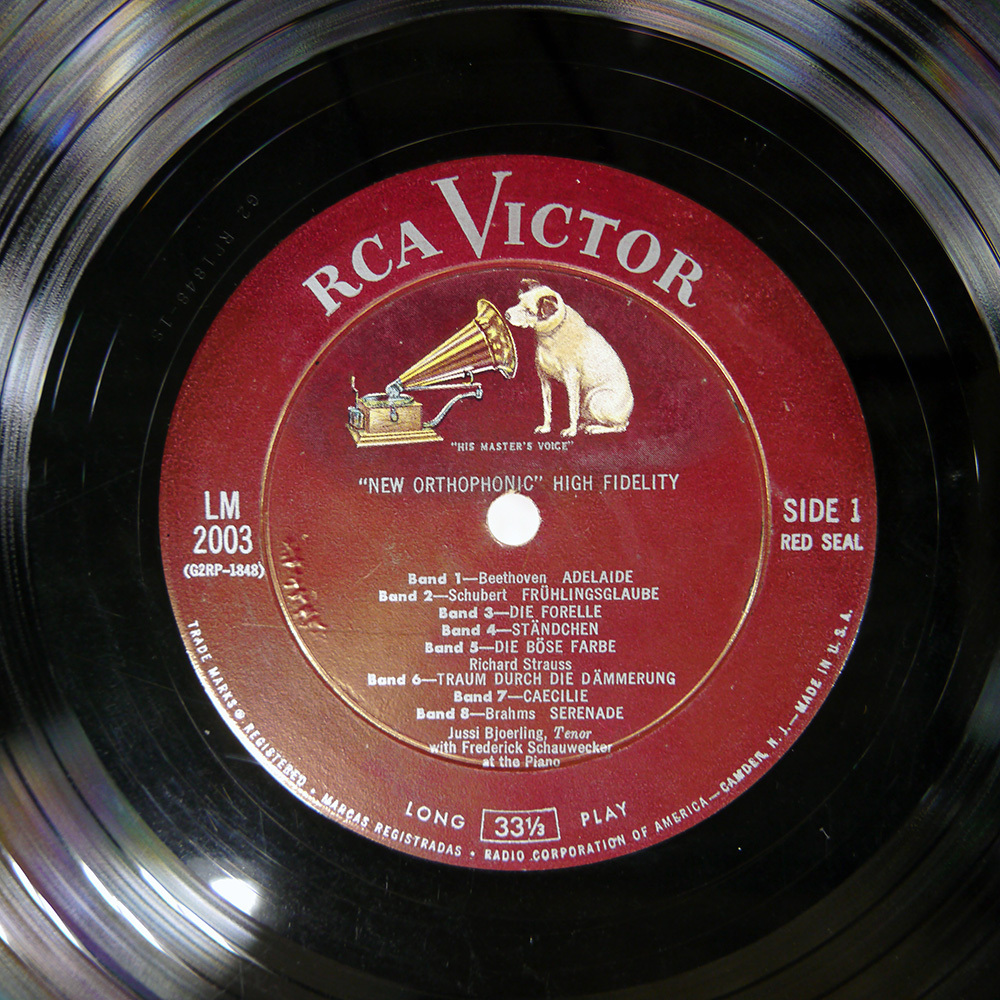 RCA VICTOR
"HIS MASTER'S VOICE"
"NEW ORTHOPHONIC" HIGH FIDELITY
LM
2003
(G2RP-1848)
SIDE 1
RED SEAL
Band 1—Beethoven ADELAIDE
Band 2—Schubert FRÜHLINGSGLAUBE
Band 3—DIE FORELLE
Band 4—STÄNDCHEN
Band 5—DIE BÖSE FARBE
Richard Strauss
Band 6—TRAUM DURCH DIE DÄMMERUNG
Band 7—CAECILIE
Band 8—Brahms SERENADE
Jussi Bjoerling, Tenor
with Frederick Schauwecker
at the Piano
LONG 33⅓ PLAY
TRADE MARKS ® REGISTERED • MARCAS REGISTRADAS • RADIO CORPORATION OF AMERICA—CAMDEN, N. J.—MADE IN U. S. A.